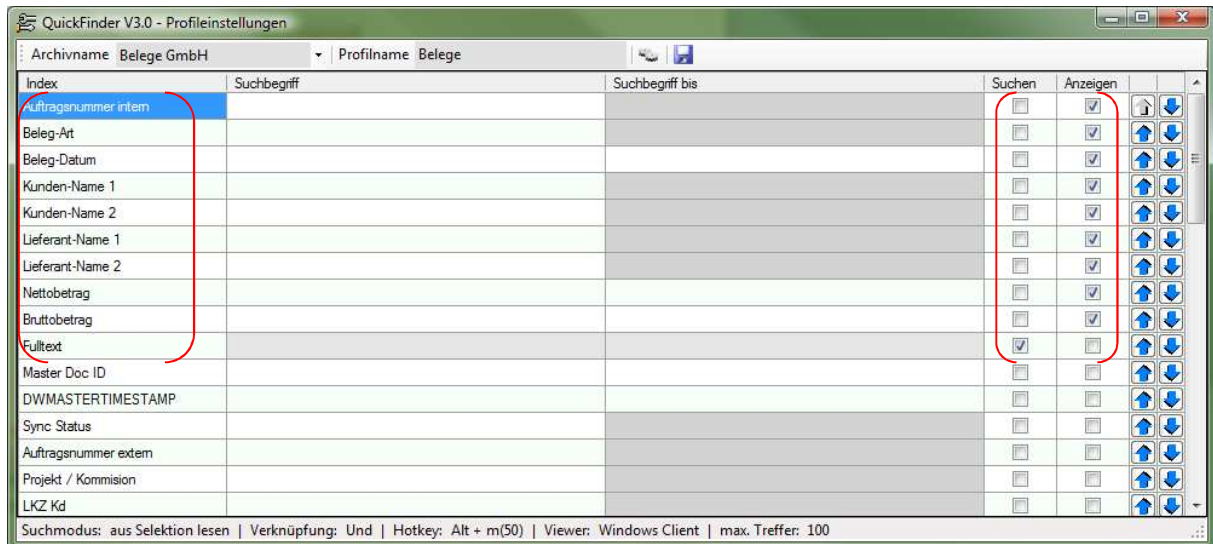 QuickFinder V3.0 - Profileinstellungen
Archivname Belege GmbH Profilname Belege
Index Suchbegriff Suchbegriff bis Suchen Anzeigen
Auftragsnummer intern
Beleg-Art
Beleg-Datum
Kunden-Name 1
Kunden-Name 2
Lieferant-Name 1
Lieferant-Name 2
Nettobetrag
Bruttobetrag
Fulltext
Master Doc ID
DWMASTERTIMESTAMP
Sync Status
Auftragsnummer extern
Projekt / Kommision
LKZ Kd
Suchmodus: aus Selektion lesen | Verknüpfung: Und | Hotkey: Alt + m(50) | Viewer: Windows Client | max. Treffer: 100